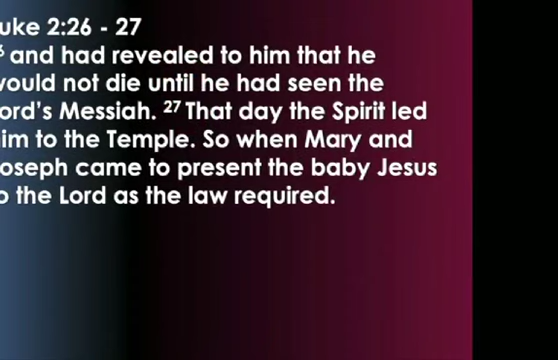 uke 2:26 - 27
6 and had revealed to him that he
would not die until he had seen the
ord's Messiah. 27 That day the Spirit led
im to the Temple. So when Mary and
oseph came to present the baby Jesus
o the Lord as the law required.